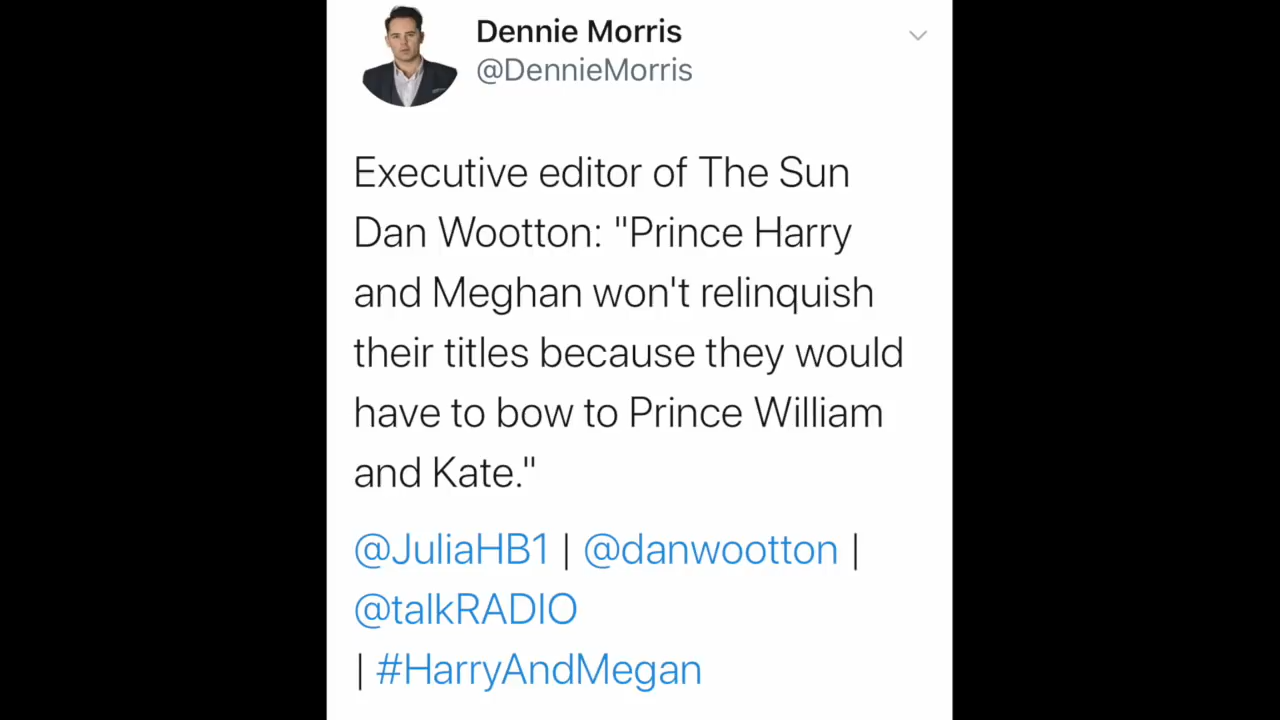 Dennie Morris
@DennieMorris
Executive editor of The Sun
Dan Wootton: "Prince Harry
and Meghan won't relinquish
their titles because they would
have to bow to Prince William
and Kate."
@JuliaHB1 | @danwootton |
@talkRADIO
| #HarryAndMegan